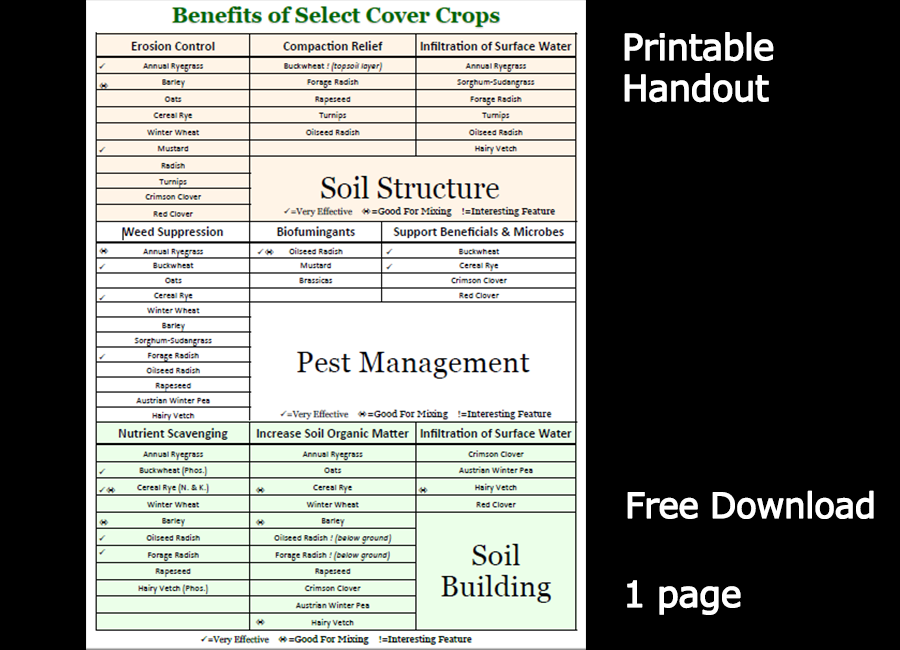 Benefits of Select Cover Crops
Printable
Handout
Erosion Control Compaction Relief Infiltration of Surface Water
✓ Annual Ryegrass Buckwheat ! (topsoil layer) Annual Ryegrass
Barley Forage Radish Sorghum-Sudangrass
Oats Rapeseed Forage Radish
Cereal Rye Turnips Turnips
Winter Wheat Oilseed Radish Oilseed Radish
✓ Mustard Hairy Vetch
Radish
Turnips
Crimson Clover
Red Clover
Soil Structure
✓=Very Effective =Good For Mixing !=Interesting Feature
Weed Suppression Biofumingants Support Beneficials & Microbes
Annual Ryegrass ✓ Oilseed Radish ✓ Buckwheat
✓ Buckwheat Mustard ✓ Cereal Rye
Oats Brassicas Crimson Clover
✓ Cereal Rye Red Clover
Winter Wheat
Barley
Sorghum-Sudangrass
✓ Forage Radish
Oilseed Radish
Rapeseed
Austrian Winter Pea
Hairy Vetch
Pest Management
✓=Very Effective =Good For Mixing !=Interesting Feature
Nutrient Scavenging Increase Soil Organic Matter Infiltration of Surface Water
Annual Ryegrass Annual Ryegrass Crimson Clover
✓ Buckwheat (Phos.) Oats Austrian Winter Pea
✓ Cereal Rye (N. & K.) Cereal Rye Hairy Vetch
Winter Wheat Winter Wheat Red Clover
Barley Barley
✓ Oilseed Radish Oilseed Radish ! (below ground)
✓ Forage Radish Forage Radish ! (below ground)
Rapeseed Rapeseed
Hairy Vetch (Phos.) Crimson Clover
Austrian Winter Pea
Hairy Vetch
Soil
Building
✓=Very Effective =Good For Mixing !=Interesting Feature
Free Download
1 page